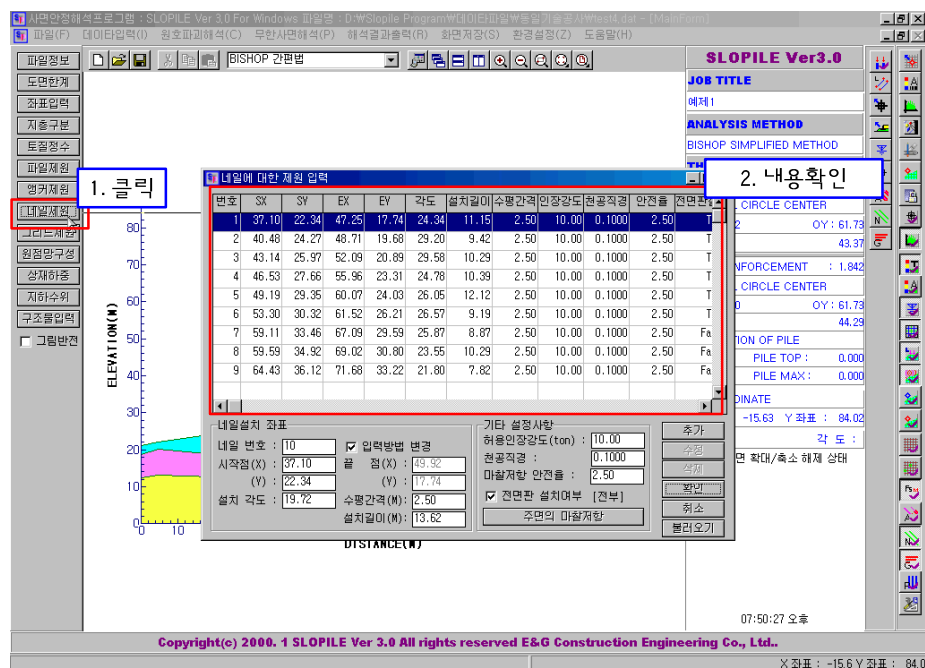 사면안정해석프로그램 : SLOPILE Ver 3.0 For Windows 파일명 : D:₩Slopile Program₩데이터파일₩동일기술공사₩test4.dat - [MainForm]
파일(F) 데이터입력(I) 원호파괴해석(C) 무한사면해석(P) 해석결과출력(R) 화면저장(S) 환경설정(Z) 도움말(H)
파일정보
BISHOP 간편법
SLOPILE Ver3.0
도면한계
JOB TITLE
좌표입력
예제1
지층구분
ANALYSIS METHOD
토질정수
BISHOP SIMPLIFIED METHOD
파일제원
앵커제원
네일제원
그리드제원
원점망구성
상재하중
지하수위
구조물입력
그림반전
1. 클릭
2. 내용확인
네일에 대한 제원 입력
번호 SX SY EX EY 각도 설치길이 수평간격 인장강도 천공직경 안전율 전면판
1 37.10 22.34 47.25 17.74 24.34 11.15 2.50 10.00 0.1000 2.50 T
2 40.48 24.27 48.71 19.68 29.20 9.42 2.50 10.00 0.1000 2.50 T
3 43.14 25.97 52.09 20.89 29.58 10.29 2.50 10.00 0.1000 2.50 T
4 46.53 27.66 55.96 23.31 24.78 10.39 2.50 10.00 0.1000 2.50 T
5 49.19 29.35 60.07 24.03 26.05 12.12 2.50 10.00 0.1000 2.50 T
6 53.30 30.32 61.52 26.21 26.57 9.19 2.50 10.00 0.1000 2.50 T
7 59.11 33.46 67.09 29.59 25.87 8.87 2.50 10.00 0.1000 2.50 Fa
8 59.59 34.92 69.02 30.80 23.55 10.29 2.50 10.00 0.1000 2.50 Fa
9 64.43 36.12 71.68 33.22 21.80 7.82 2.50 10.00 0.1000 2.50 Fa
네일설치 좌표
네일 번호 : 10 입력방법 변경
시작점(X) : 37.10 끝 점(X) : 49.92
(Y) : 22.34 (Y) : 17.74
설치 각도 : 19.72 수평간격(M): 2.50
설치길이(M): 13.62
기타 설정사항
허용인장강도(ton) : 10.00
천공직경 : 0.1000
마찰저항 안전율 : 2.50
전면판 설치여부 [전부]
주면의 마찰저항
추가
수정
삭제
확인
취소
불러오기
CIRCLE CENTER
2 OY : 61.73
43.37
NFORCEMENT : 1.842
CIRCLE CENTER
0 OY : 61.73
44.29
ION OF PILE
PILE TOP : 0.000
PILE MAX : 0.000
DINATE
-15.63 Y 좌표 : 84.02
각 도 :
면 확대/축소 해제 상태
07:50:27 오후
ELEVATION(M)
80
70
60
50
40
30
20
10
0
0 10
DISTANCE(M)
Copyright(c) 2000. 1 SLOPILE Ver 3.0 All rights reserved E&G Construction Engineering Co., Ltd..
X 좌표 : -15.6 Y 좌표 : 84.0